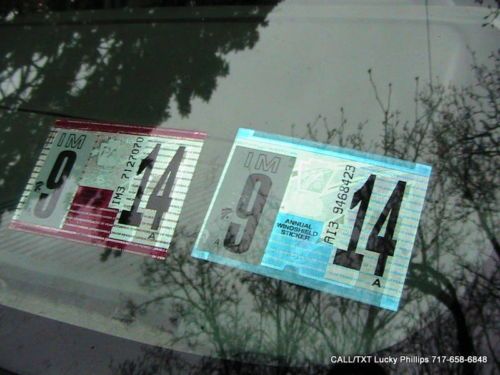 IM
9 14
IM3 7127070
A
IM
9 14
AI3 9468423
ANNUAL
WINDSHIELD
STICKER
A
A
CALL/TXT Lucky Phillips 717-658-6848